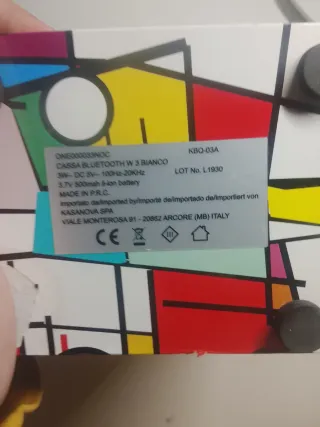 ONE000033NOC KBQ-03A
CASSA BLUETOOTH W 3 BIANCO
3W- DC 5V- 100Hz-20KHz LOT No. L1930
3.7V 500mah li-ion battery
MADE IN P.R.C.
importato da/imported by/importé de/importado de/importiert von
KASANOVA SPA
VIALE MONTEROSA 91 - 20862 ARCORE (MB) ITALY
CE